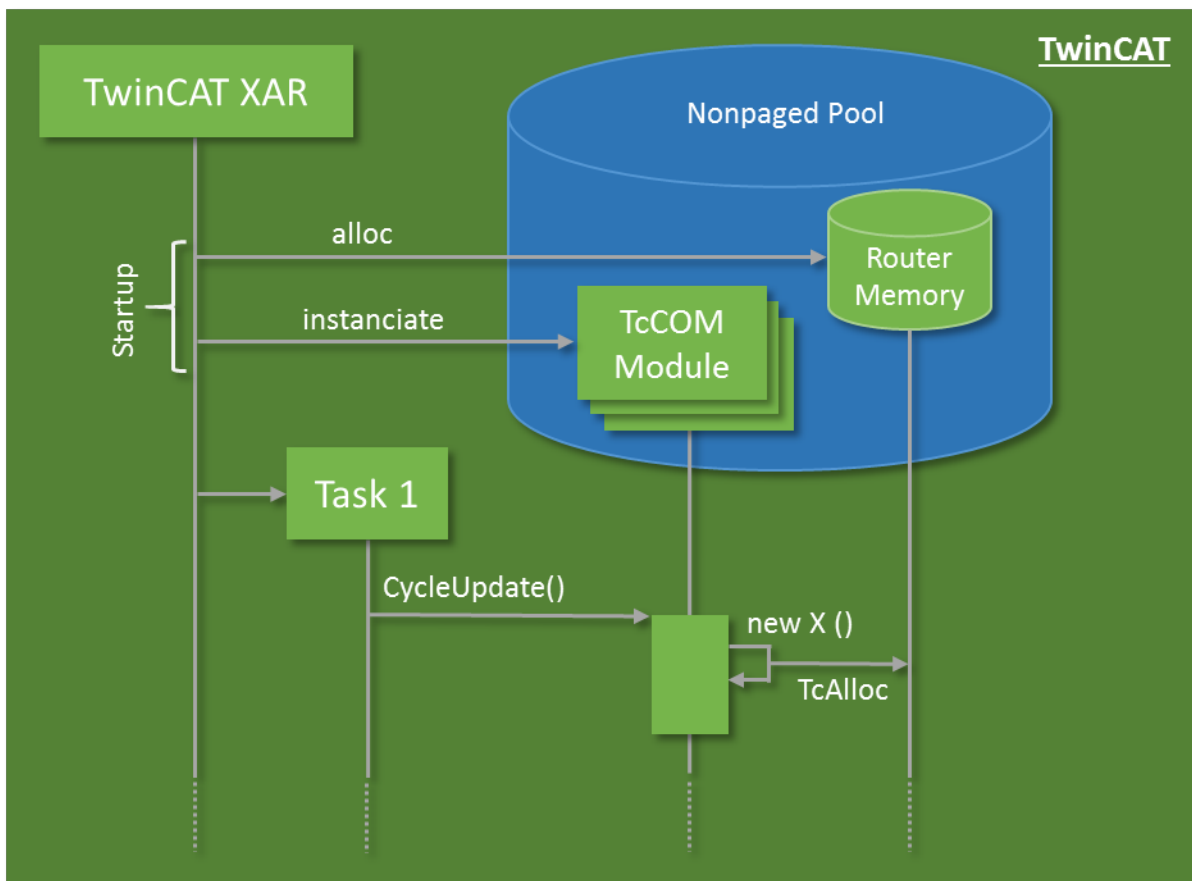 TwinCAT
TwinCAT XAR
Nonpaged Pool
alloc
Router
Memory
Startup
instanciate
TcCOM
Module
Task 1
CycleUpdate()
new X ()
TcAlloc